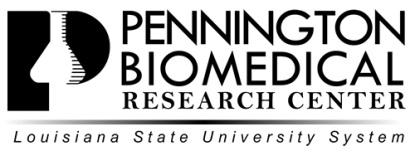 PENNINGTON
BIOMEDICAL
RESEARCH CENTER
Louisiana State University System